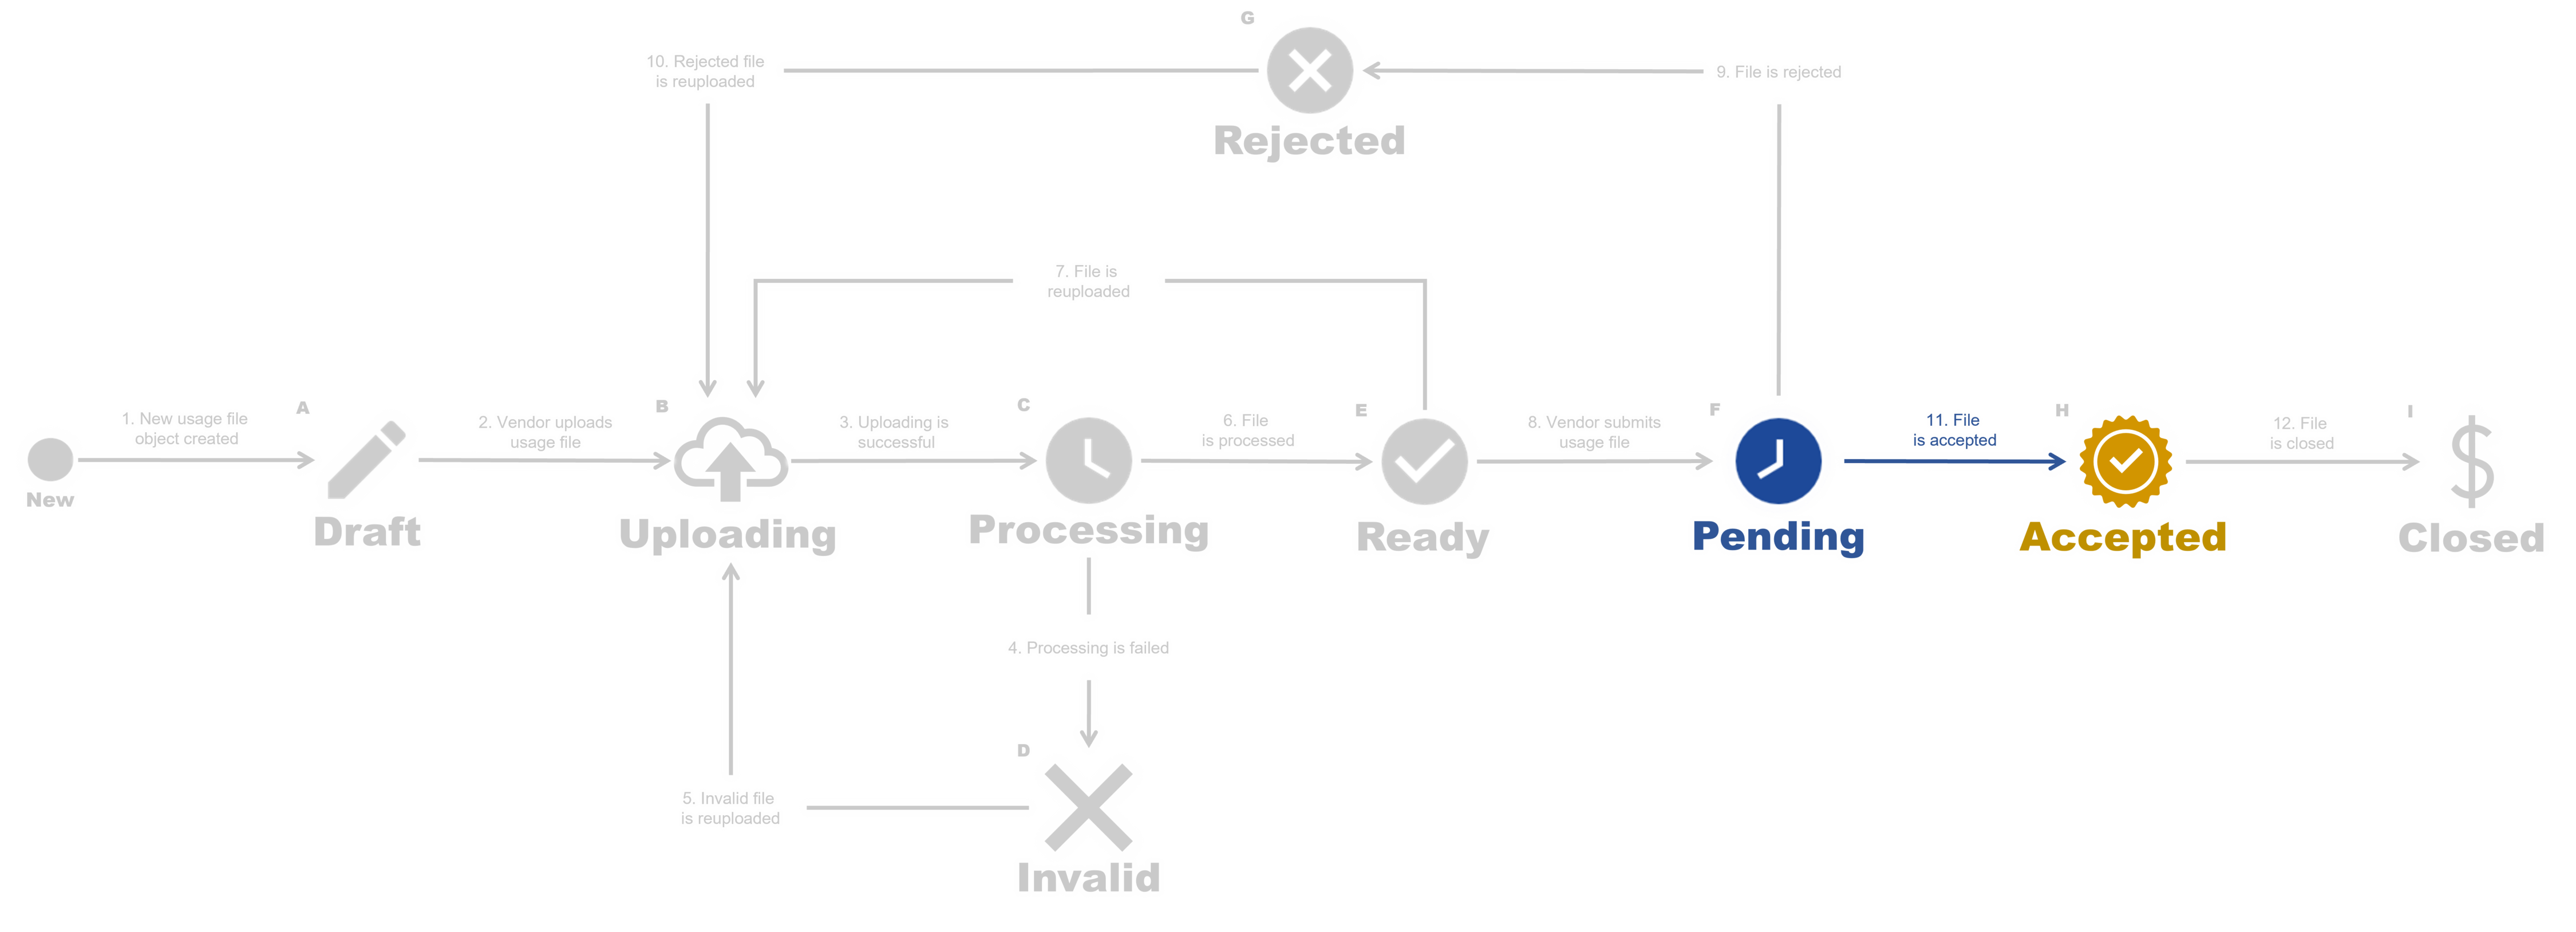 G
10. Rejected file
is reuploaded
9. File is rejected
Rejected
7. File is
reuploaded
A
B
C
E
F
H
I
1. New usage file
object created
2. Vendor uploads
usage file
3. Uploading is
successful
6. File
is processed
8. Vendor submits
usage file
11. File
is accepted
12. File
is closed
New
Draft
Uploading
Processing
Ready
Pending
Accepted
Closed
4. Processing is failed
D
5. Invalid file
is reuploaded
Invalid